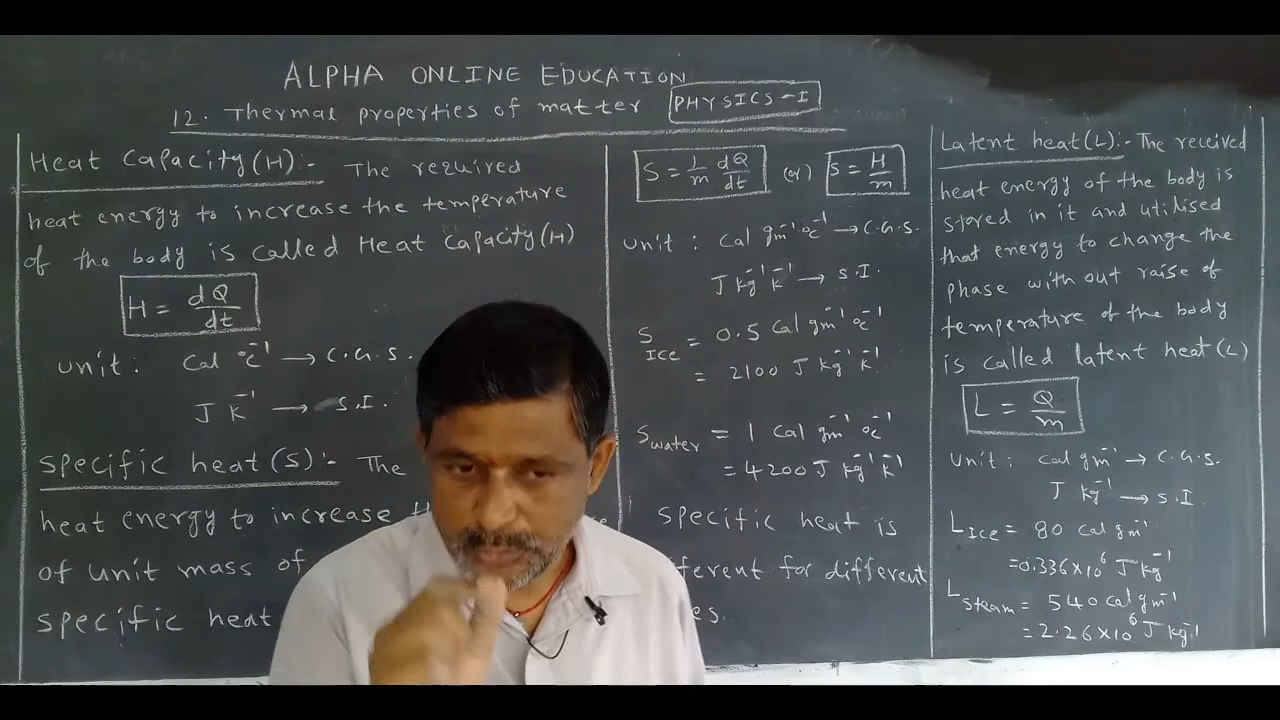 ALPHA ONLINE EDUCATION
12. Thermal properties of matter PHYSICS-I
Heat Capacity(H):- The required
heat energy to increase the temperature
of the body is called Heat Capacity(H)
H = dQ/dt
unit: Cal °C⁻¹ → C.G.S.
J K⁻¹ → S.I.
Specific heat(S):- The
heat energy to increase
of unit mass of
specific heat
S = 1/m dQ/dt (or) S = H/m
unit: Cal gm⁻¹ °C⁻¹ → C.G.S.
J kg⁻¹ K⁻¹ → S.I.
S Ice = 0.5 Cal gm⁻¹ °C⁻¹
= 2100 J kg⁻¹ K⁻¹
S water = 1 Cal gm⁻¹ °C⁻¹
= 4200 J kg⁻¹ K⁻¹
specific heat is
ferent for different
es.
Latent heat(L):- The received
heat energy of the body is
stored in it and utilised
that energy to change the
phase with out raise of
temperature of the body
is called latent heat(L)
L = Q/m
unit: Cal gm⁻¹ → C.G.S.
J kg⁻¹ → S.I.
L Ice = 80 Cal gm⁻¹
= 0.336 × 10⁶ J kg⁻¹
L steam = 540 Cal gm⁻¹
= 2.26 × 10⁶ J kg⁻¹